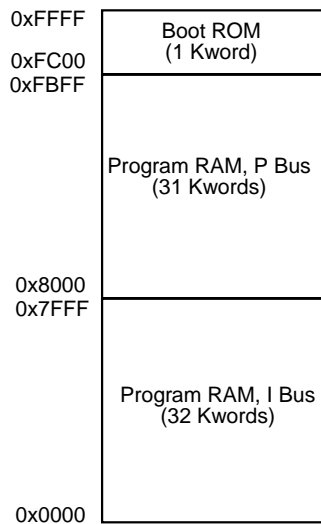 0xFFFF
Boot ROM
(1 Kword)
0xFC00
0xFBFF
Program RAM, P Bus
(31 Kwords)
0x8000
0x7FFF
Program RAM, I Bus
(32 Kwords)
0x0000